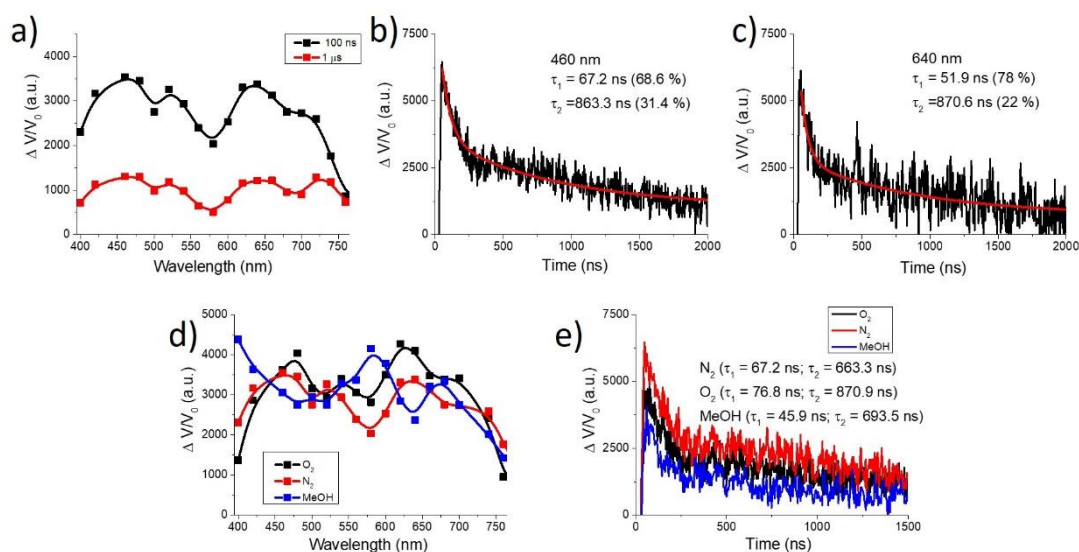 a)
100 ns
1 μs
Δ V/V₀ (a.u.)
4000
3000
2000
1000
0
400 450 500 550 600 650 700 750
Wavelength (nm)
b)
460 nm
τ₁ = 67.2 ns (68.6 %)
τ₂ =863.3 ns (31.4 %)
Δ V/V₀ (a.u.)
7500
5000
2500
0
0 500 1000 1500 2000
Time (ns)
c)
640 nm
τ₁ = 51.9 ns (78 %)
τ₂ =870.6 ns (22 %)
Δ V/V₀ (a.u.)
7500
5000
2500
0
0 500 1000 1500 2000
Time (ns)
d)
Δ V/V₀ (a.u.)
5000
4000
3000
2000
1000
0
O₂
N₂
MeOH
400 450 500 550 600 650 700 750
Wavelength (nm)
e)
O₂
N₂
MeOH
N₂ (τ₁ = 67.2 ns; τ₂ = 663.3 ns)
O₂ (τ₁ = 76.8 ns; τ₂ = 870.9 ns)
MeOH (τ₁ = 45.9 ns; τ₂ = 693.5 ns)
Δ V/V₀ (a.u.)
7500
5000
2500
0
500 1000 1500
Time (ns)